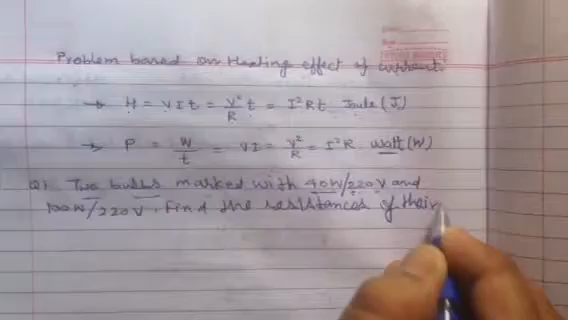 Problem based on Heating effect of current.
→ H = VIt = V²/R t = I²Rt Joule (J)
→ P = W/t = VI = V²/R = I²R watt (W)
Q1 Two bulbs marked with 40W/220V and
100W/220V. Find the resistances of their